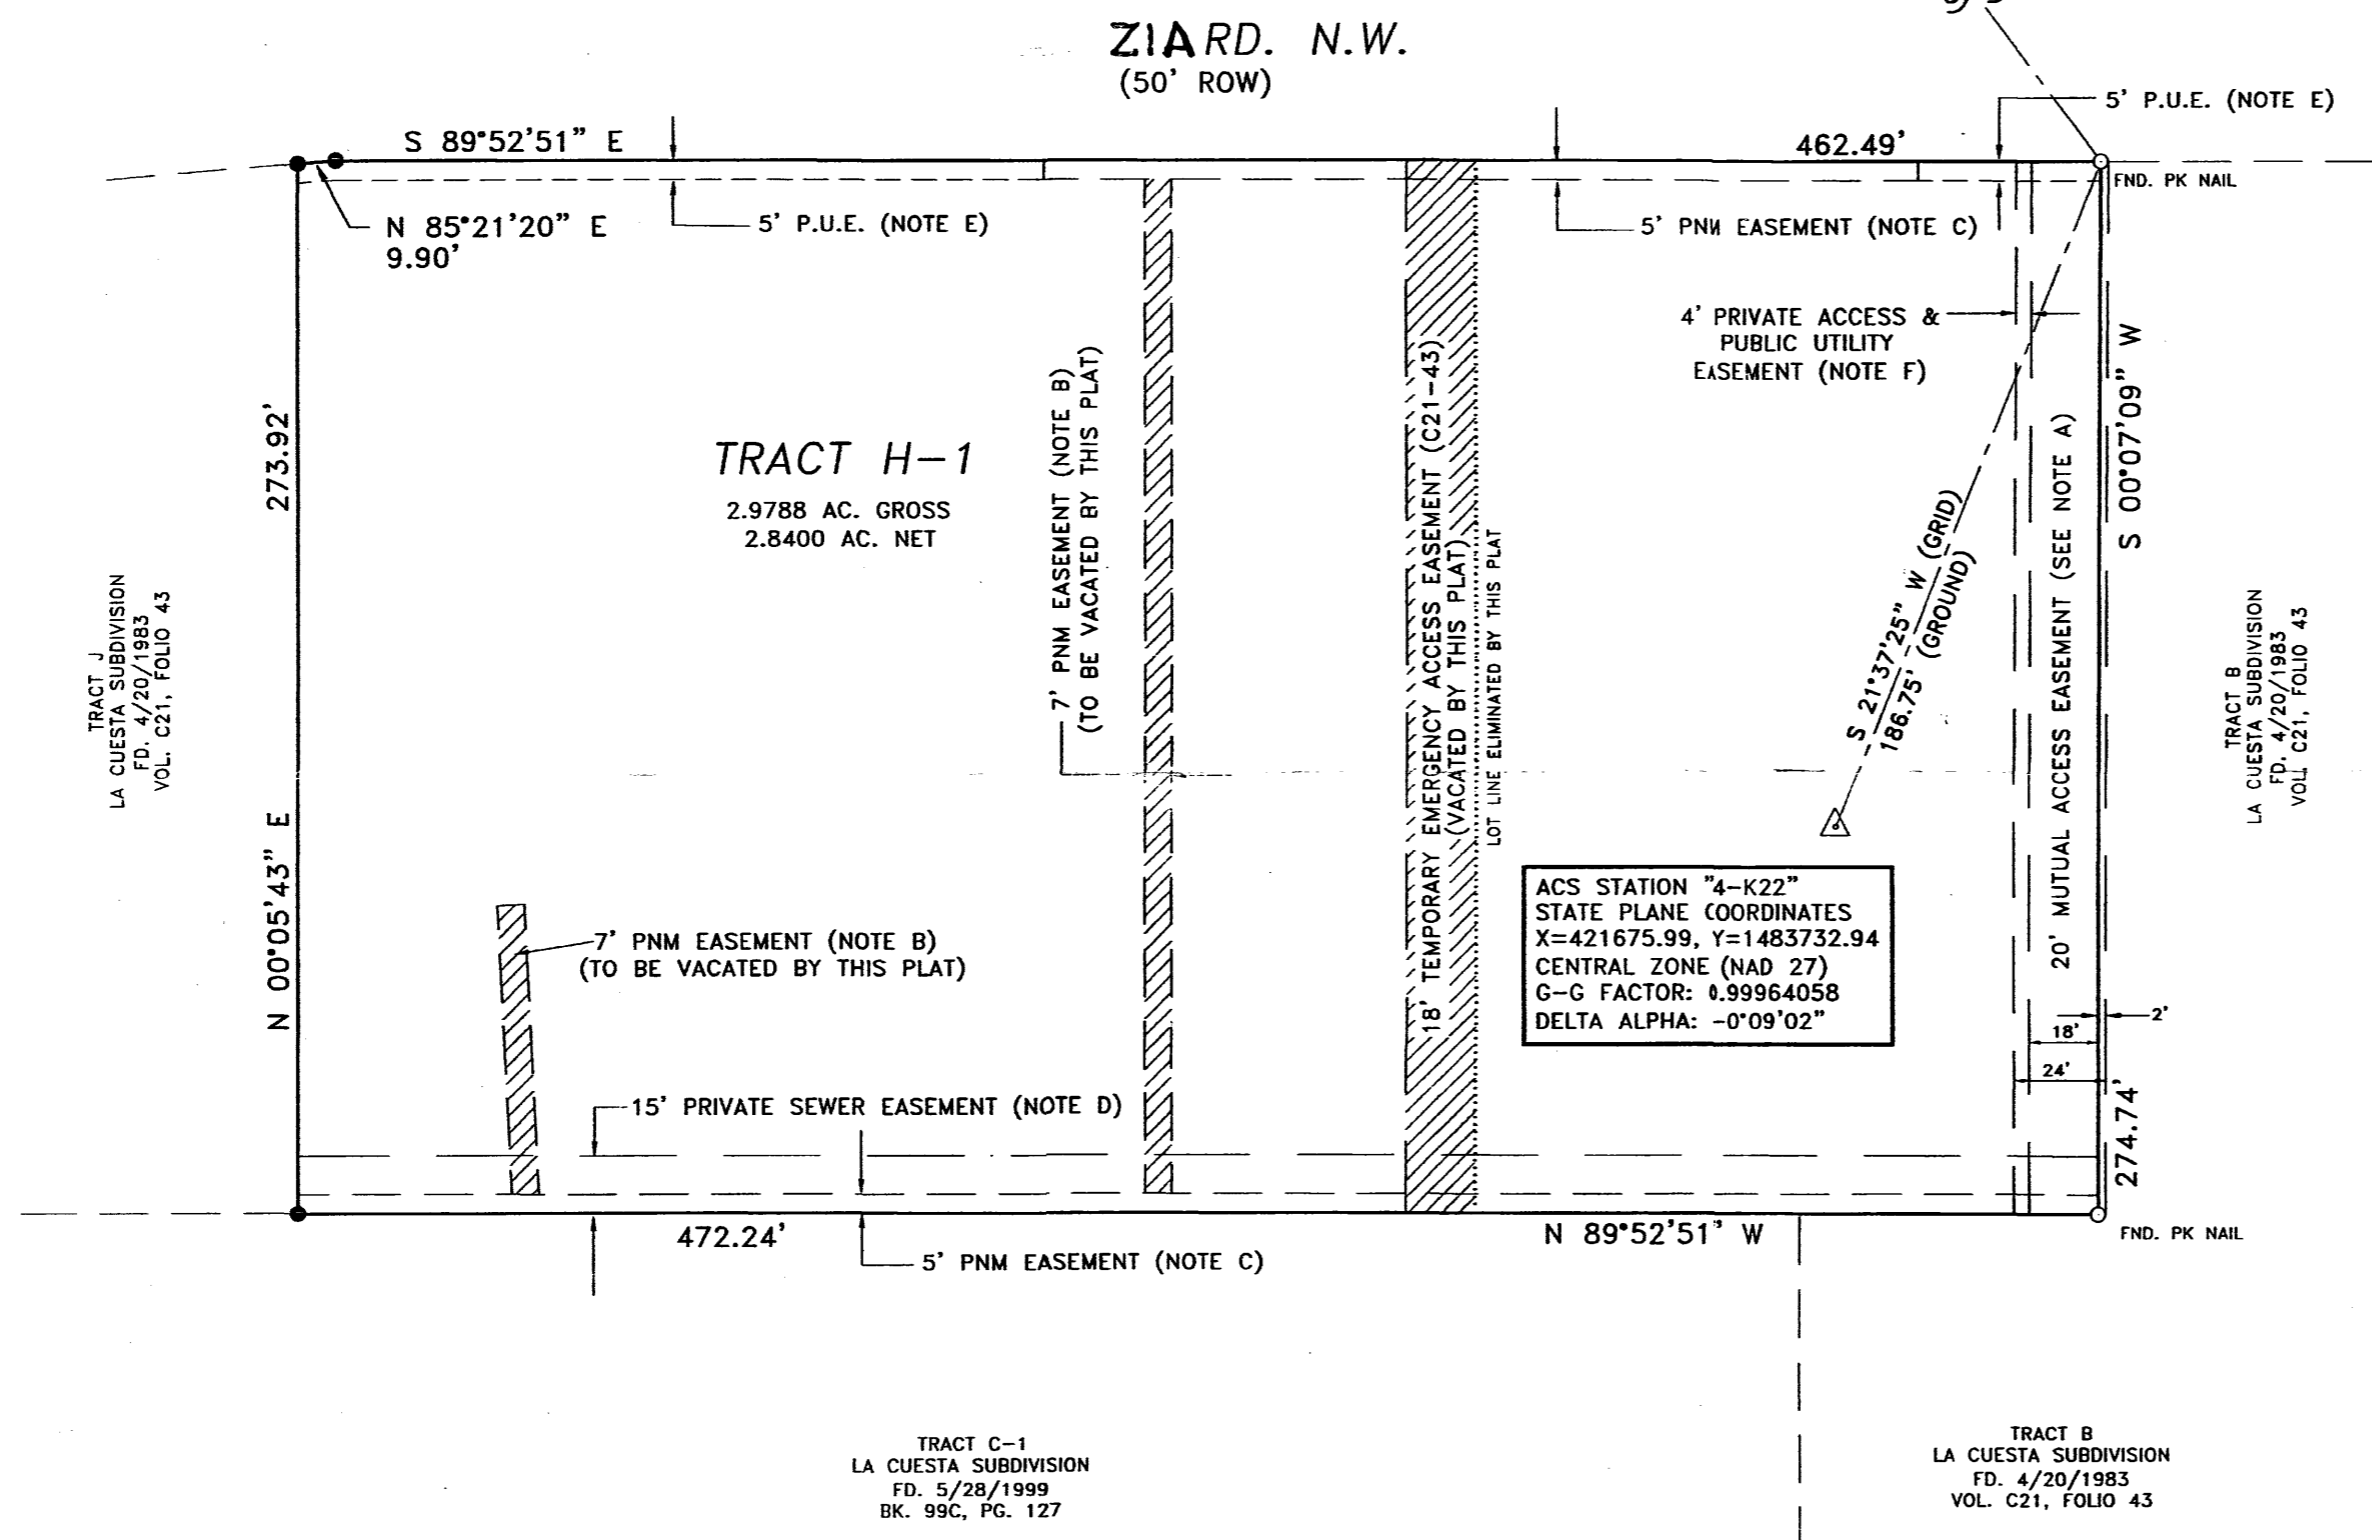 ZIA RD. N.W.
(50' ROW)
5' P.U.E. (NOTE E)
S 89°52'51" E
462.49'
FND. PK NAIL
N 85°21'20" E
9.90'
5' P.U.E. (NOTE E)
5' PNM EASEMENT (NOTE C)
4' PRIVATE ACCESS &
PUBLIC UTILITY
EASEMENT (NOTE F)
273.92'
N 00°05'43" E
TRACT H-1
2.9788 AC. GROSS
2.8400 AC. NET
7' PNM EASEMENT (NOTE B)
(TO BE VACATED BY THIS PLAT)
18' TEMPORARY EMERGENCY ACCESS EASEMENT (C21-43)
(VACATED BY THIS PLAT)
LOT LINE ELIMINATED BY THIS PLAT
S 21°37'25" W (GRID)
186.75' (GROUND)
20' MUTUAL ACCESS EASEMENT (SEE NOTE A)
S 00°07'09" W
274.74'
TRACT J
LA CUESTA SUBDIVISION
FD. 4/20/1983
VOL. C21, FOLIO 43
TRACT B
LA CUESTA SUBDIVISION
FD. 4/20/1983
VOL. C21, FOLIO 43
ACS STATION "4-K22"
STATE PLANE COORDINATES
X=421675.99, Y=1483732.94
CENTRAL ZONE (NAD 27)
G-G FACTOR: 0.99964058
DELTA ALPHA: -0°09'02"
7' PNM EASEMENT (NOTE B)
(TO BE VACATED BY THIS PLAT)
2'
18'
24'
15' PRIVATE SEWER EASEMENT (NOTE D)
472.24'
N 89°52'51" W
FND. PK NAIL
5' PNM EASEMENT (NOTE C)
TRACT C-1
LA CUESTA SUBDIVISION
FD. 5/28/1999
BK. 99C, PG. 127
TRACT B
LA CUESTA SUBDIVISION
FD. 4/20/1983
VOL. C21, FOLIO 43